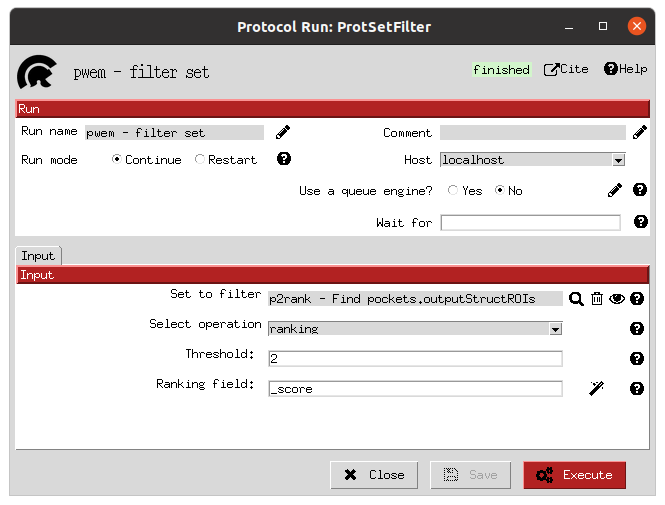 Protocol Run: ProtSetFilter
pwem - filter set
finished Cite Help
Run
Run name pwem - filter set Comment
Run mode Continue Restart Host localhost
Use a queue engine? Yes No
Wait for
Input
Input
Set to filter p2rank - Find pockets.outputStructROIs
Select operation ranking
Threshold: 2
Ranking field: _score
Close Save Execute